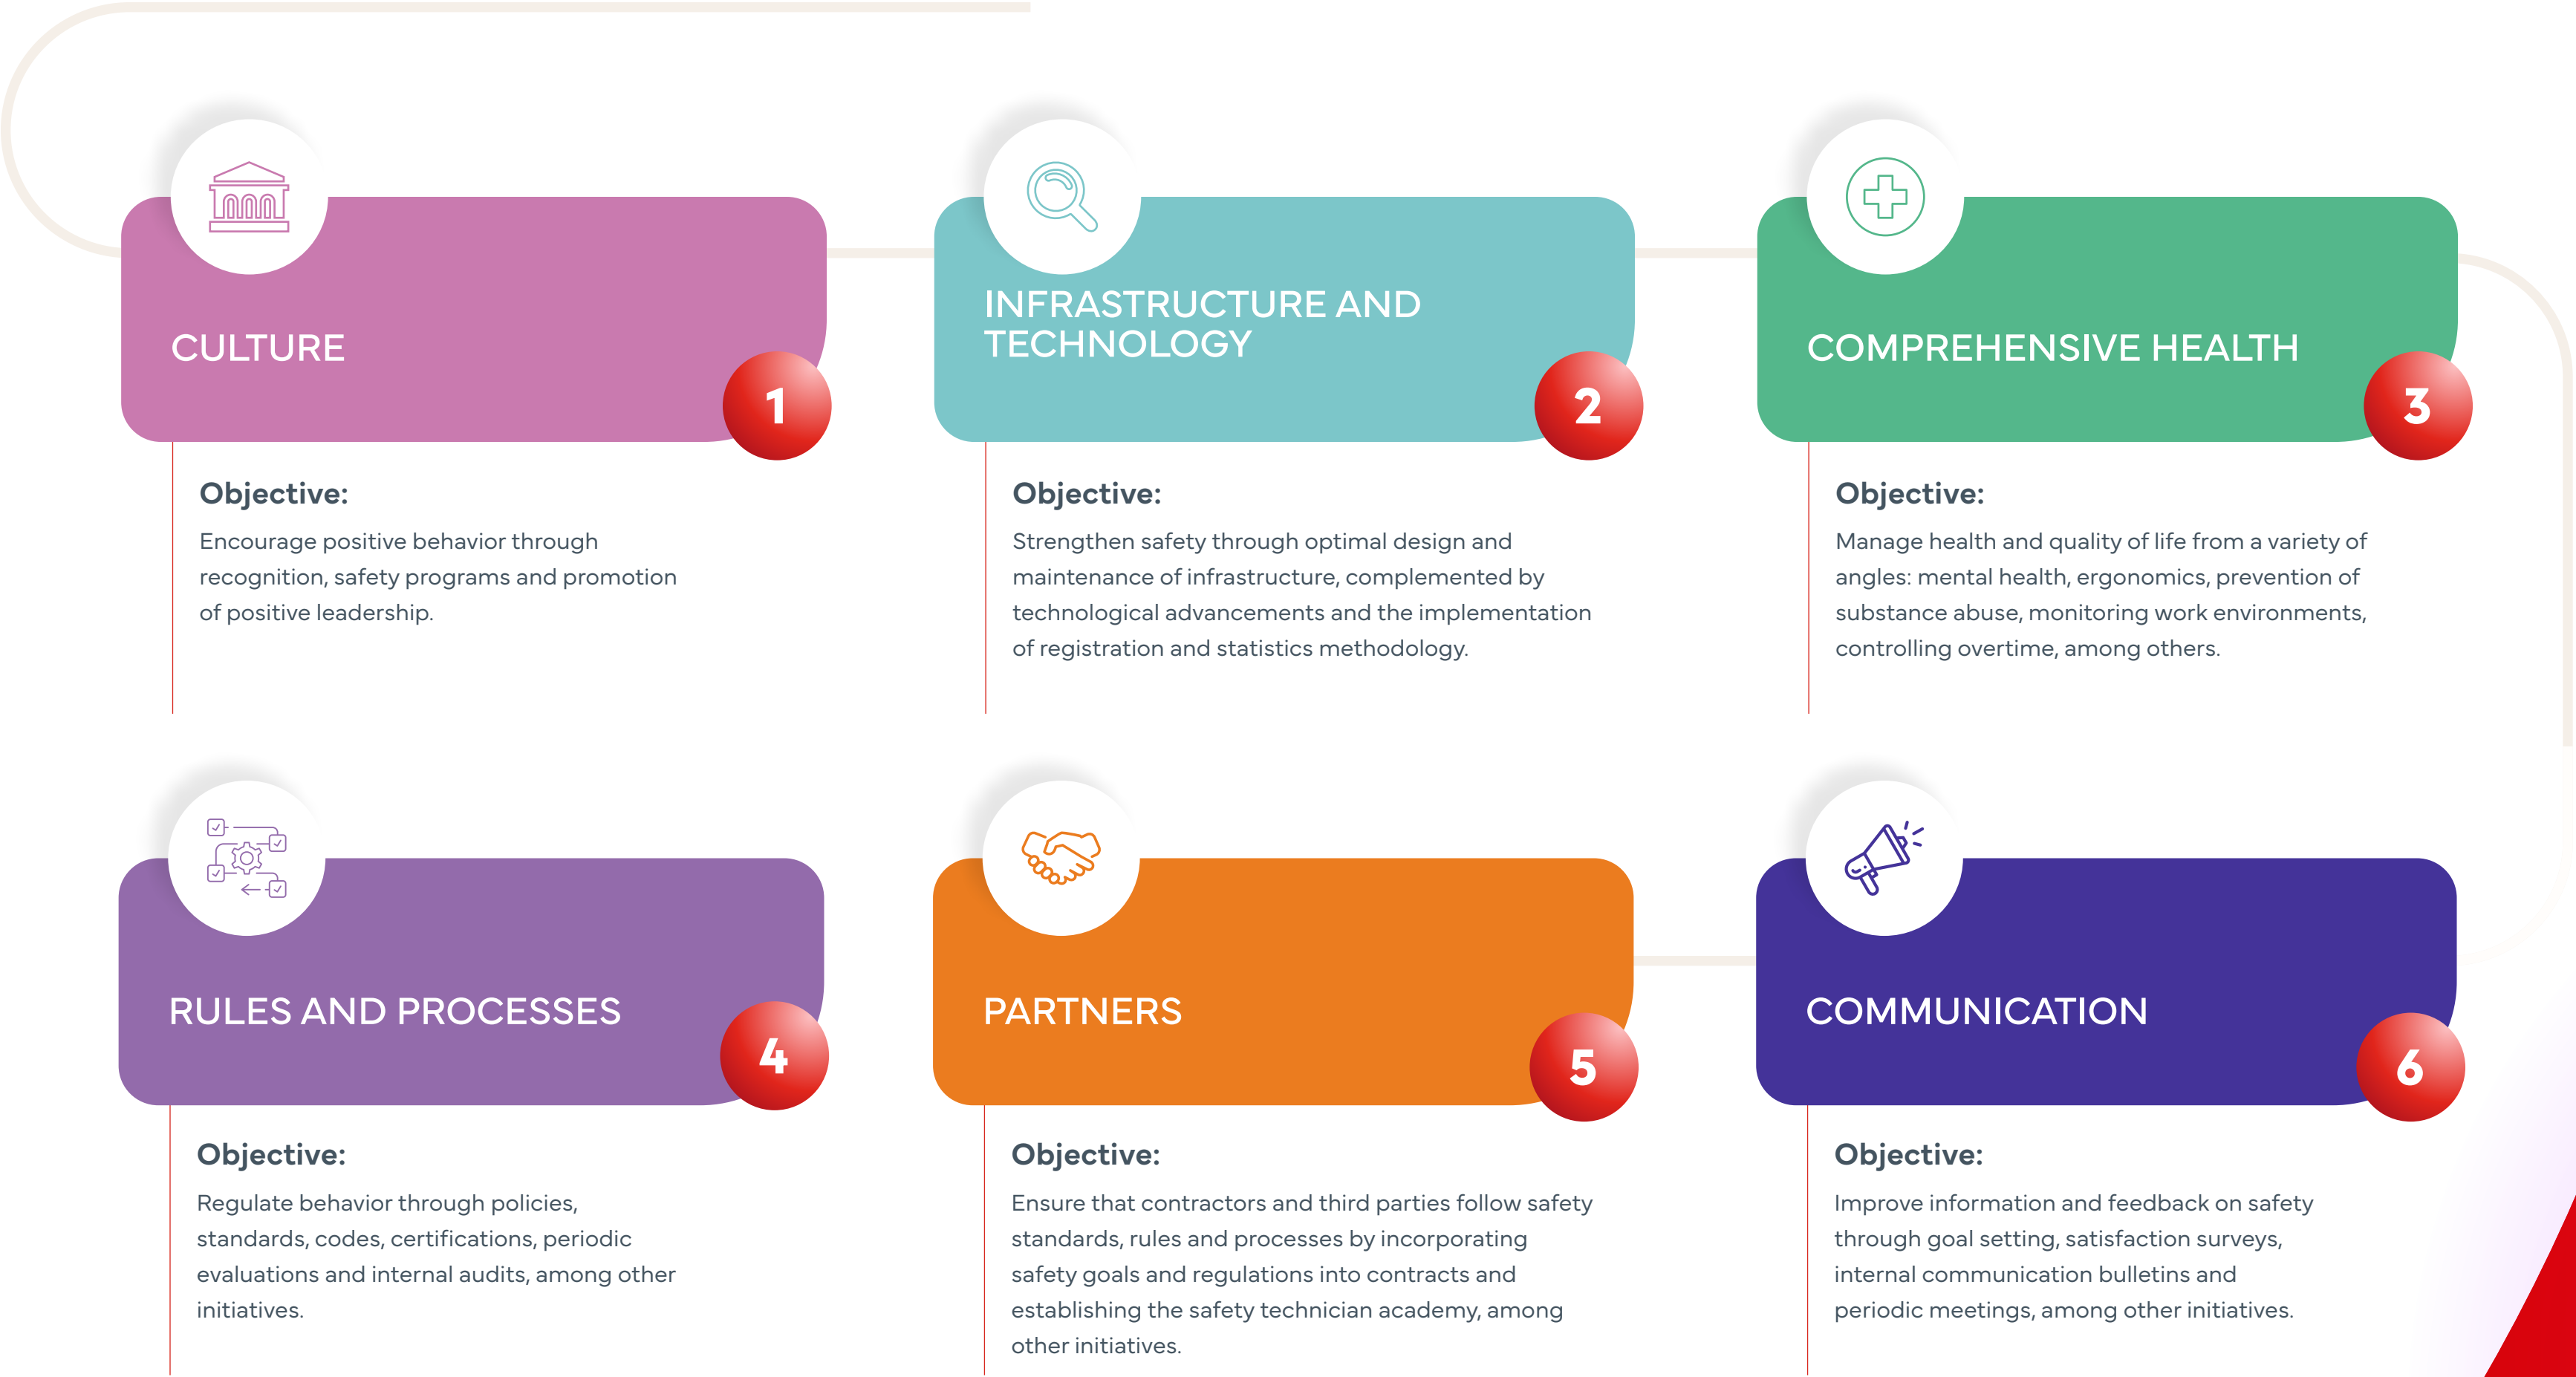 CULTURE
1
Objective:
Encourage positive behavior through
recognition, safety programs and promotion
of positive leadership.
INFRASTRUCTURE AND
TECHNOLOGY
2
Objective:
Strengthen safety through optimal design and
maintenance of infrastructure, complemented by
technological advancements and the implementation
of registration and statistics methodology.
COMPREHENSIVE HEALTH
3
Objective:
Manage health and quality of life from a variety of
angles: mental health, ergonomics, prevention of
substance abuse, monitoring work environments,
controlling overtime, among others.
RULES AND PROCESSES
4
Objective:
Regulate behavior through policies,
standards, codes, certifications, periodic
evaluations and internal audits, among other
initiatives.
PARTNERS
5
Objective:
Ensure that contractors and third parties follow safety
standards, rules and processes by incorporating
safety goals and regulations into contracts and
establishing the safety technician academy, among
other initiatives.
COMMUNICATION
6
Objective:
Improve information and feedback on safety
through goal setting, satisfaction surveys,
internal communication bulletins and
periodic meetings, among other initiatives.